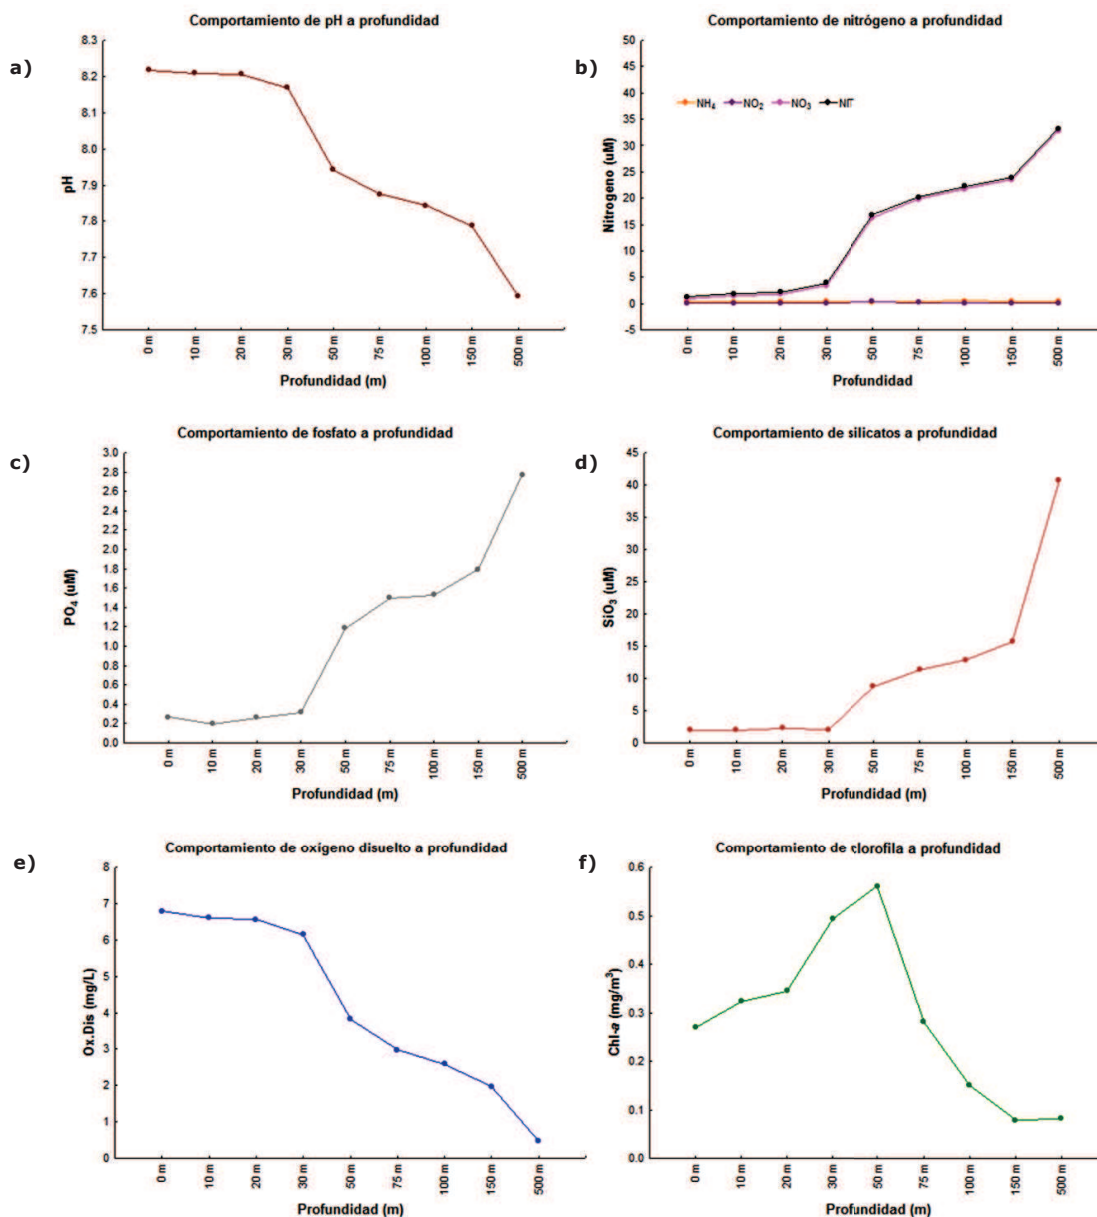 a)
Comportamiento de pH a profundidad
8.3
8.2
8.1
8.0
7.9
7.8
7.7
7.6
7.5
pH
0 m
10 m
20 m
30 m
50 m
75 m
100 m
150 m
500 m
Profundidad (m)
b)
Comportamiento de nitrógeno a profundidad
50
45
40
35
30
25
20
15
10
5
0
-5
Nitrogeno (uM)
NH₄ NO₂ NO₃ NIT
0 m
10 m
20 m
30 m
50 m
75 m
100 m
150 m
500 m
Profundidad
c)
Comportamiento de fosfato a profundidad
3.0
2.8
2.6
2.4
2.2
2.0
1.8
1.6
1.4
1.2
1.0
0.8
0.6
0.4
0.2
0.0
PO₄ (uM)
0 m
10 m
20 m
30 m
50 m
75 m
100 m
150 m
500 m
Profundidad (m)
d)
Comportamiento de silicatos a profundidad
45
40
35
30
25
20
15
10
5
0
SiO₃ (uM)
0 m
10 m
20 m
30 m
50 m
75 m
100 m
150 m
500 m
Profundidad (m)
e)
Comportamiento de oxígeno disuelto a profundidad
8
7
6
5
4
3
2
1
0
Ox.Dis (mg/L)
0 m
10 m
20 m
30 m
50 m
75 m
100 m
150 m
500 m
Profundidad (m)
f)
Comportamiento de clorofila a profundidad
0.6
0.5
0.4
0.3
0.2
0.1
0.0
Chl-a (mg/m³)
0 m
10 m
20 m
30 m
50 m
75 m
100 m
150 m
500 m
Profundidad (m)